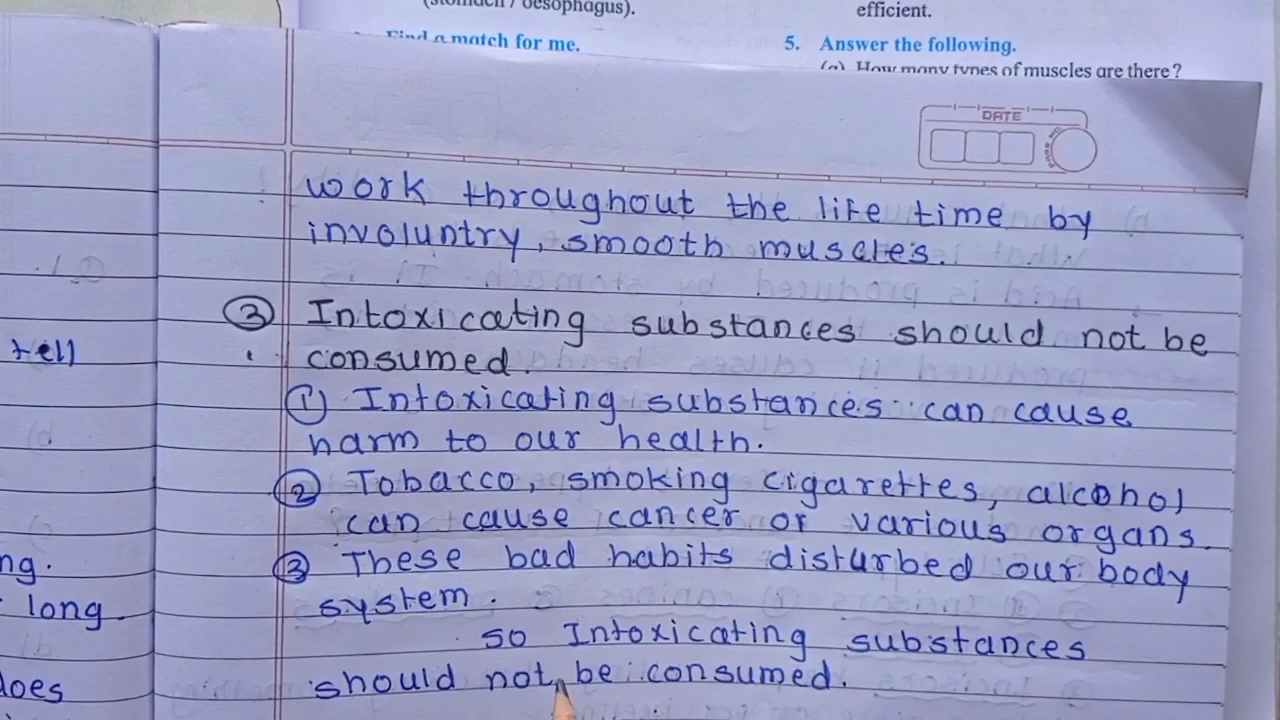 (stomach / oesophagus).
efficient.
Find a match for me.
5. Answer the following.
(a) How many types of muscles are there?
DATE
work throughout the life time by
involuntry, smooth muscles.
③ Intoxicating substances should not be
consumed.
① Intoxicating substances can cause
harm to our health.
② Tobacco, smoking cigarettes, alcohol
can cause cancer of various organs.
③ These bad habits disturbed our body
system.
so Intoxicating substances
should not be consumed.
tell
long